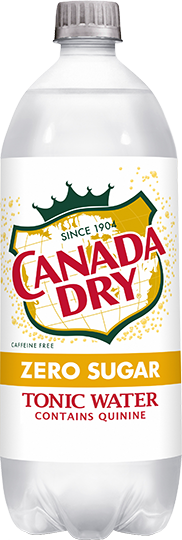 SINCE 1904
CANADA
DRY
CAFFEINE FREE
ZERO SUGAR
TONIC WATER
CONTAINS QUININE